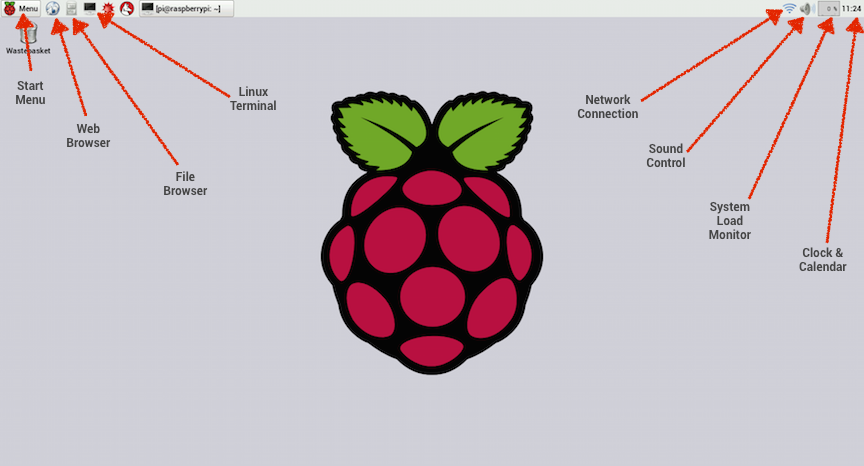 Menu
[pi@raspberrypi: ~]
0 %
11:24
Wastebasket
Start
Menu
Web
Browser
File
Browser
Linux
Terminal
Network
Connection
Sound
Control
System
Load
Monitor
Clock &
Calendar